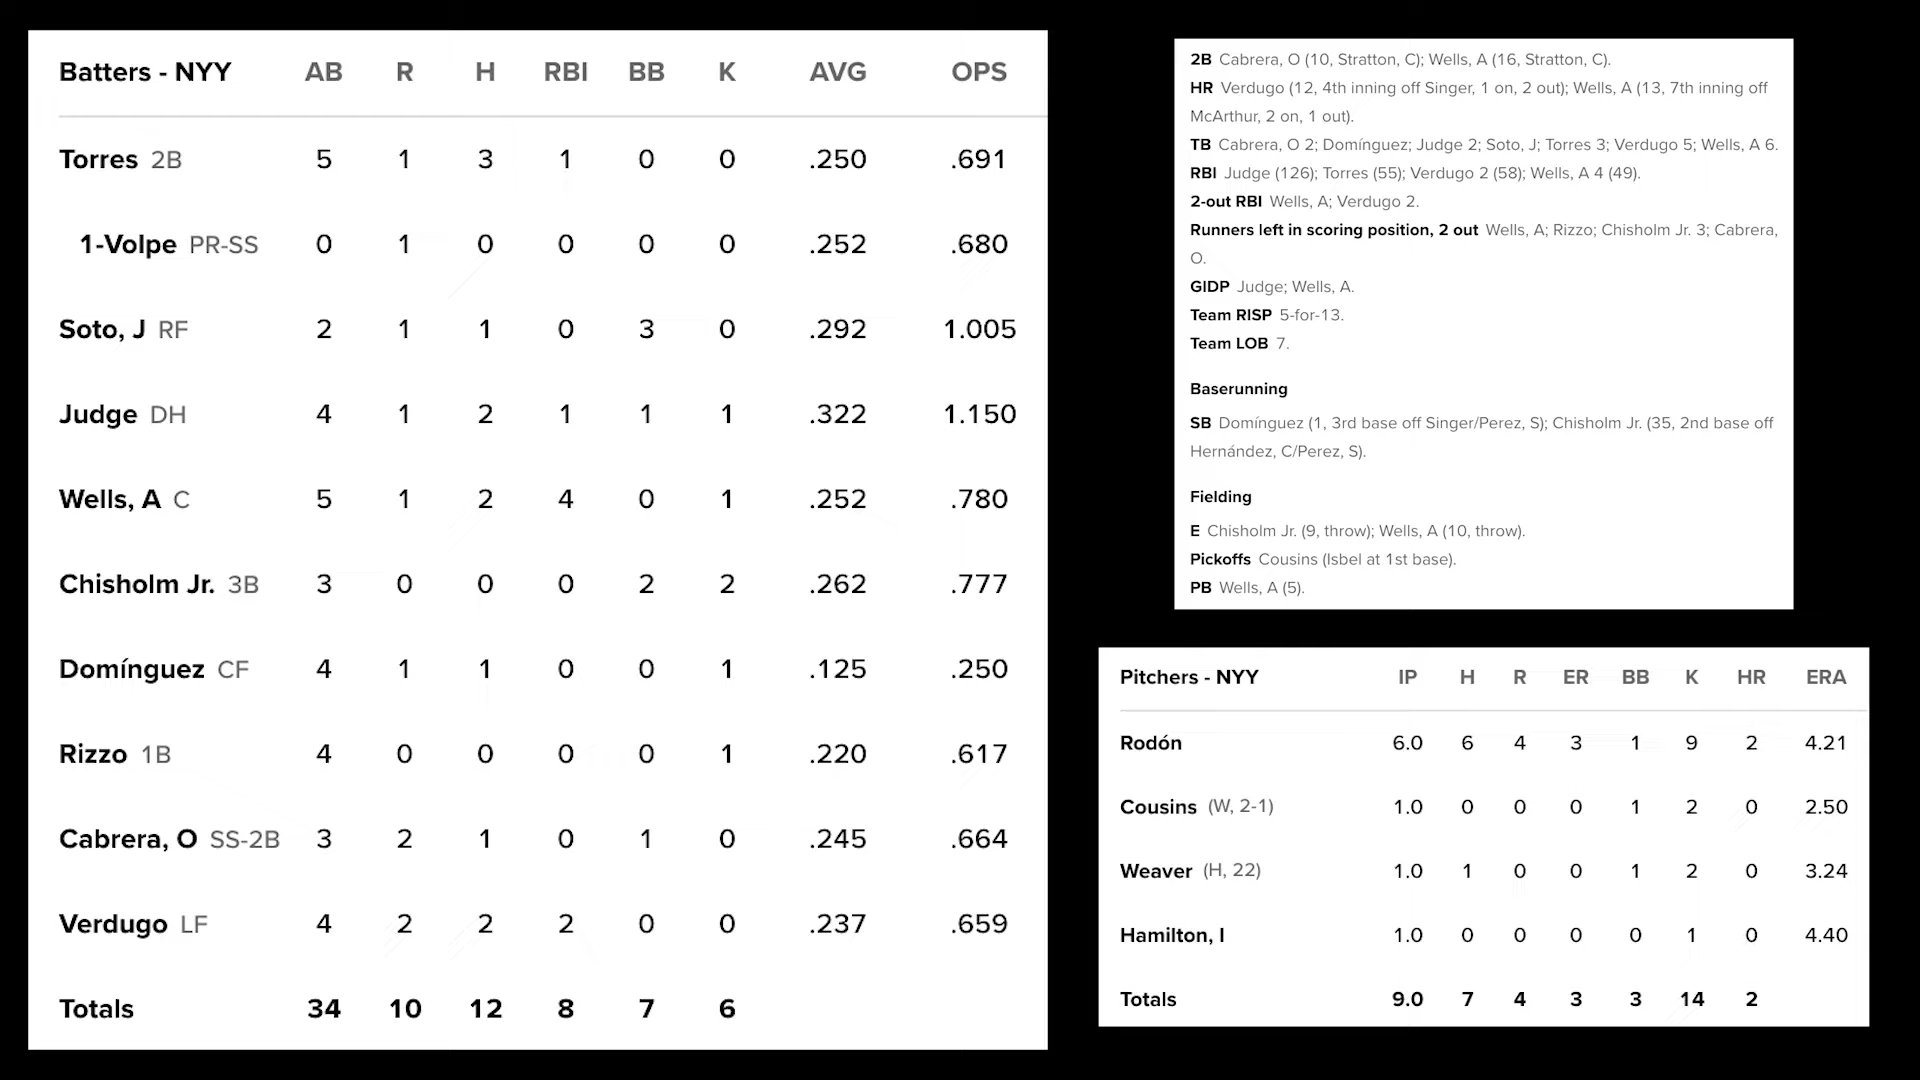 Batters - NYY AB R H RBI BB K AVG OPS
Torres 2B 5 1 3 1 0 0 .250 .691
1-Volpe PR-SS 0 1 0 0 0 0 .252 .680
Soto, J RF 2 1 1 0 3 0 .292 1.005
Judge DH 4 1 2 1 1 1 .322 1.150
Wells, A C 5 1 2 4 0 1 .252 .780
Chisholm Jr. 3B 3 0 0 0 2 2 .262 .777
Domínguez CF 4 1 1 0 0 1 .125 .250
Rizzo 1B 4 0 0 0 0 1 .220 .617
Cabrera, O SS-2B 3 2 1 0 1 0 .245 .664
Verdugo LF 4 2 2 2 0 0 .237 .659
Totals 34 10 12 8 7 6
2B Cabrera, O (10, Stratton, C); Wells, A (16, Stratton, C).
HR Verdugo (12, 4th inning off Singer, 1 on, 2 out); Wells, A (13, 7th inning off
McArthur, 2 on, 1 out).
TB Cabrera, O 2; Domínguez; Judge 2; Soto, J; Torres 3; Verdugo 5; Wells, A 6.
RBI Judge (126); Torres (55); Verdugo 2 (58); Wells, A 4 (49).
2-out RBI Wells, A; Verdugo 2.
Runners left in scoring position, 2 out Wells, A; Rizzo; Chisholm Jr. 3; Cabrera,
O.
GIDP Judge; Wells, A.
Team RISP 5-for-13.
Team LOB 7.
Baserunning
SB Domínguez (1, 3rd base off Singer/Perez, S); Chisholm Jr. (35, 2nd base off
Hernández, C/Perez, S).
Fielding
E Chisholm Jr. (9, throw); Wells, A (10, throw).
Pickoffs Cousins (Isbel at 1st base).
PB Wells, A (5).
Pitchers - NYY IP H R ER BB K HR ERA
Rodón 6.0 6 4 3 1 9 2 4.21
Cousins (W, 2-1) 1.0 0 0 0 1 2 0 2.50
Weaver (H, 22) 1.0 1 0 0 1 2 0 3.24
Hamilton, I 1.0 0 0 0 0 1 0 4.40
Totals 9.0 7 4 3 3 14 2